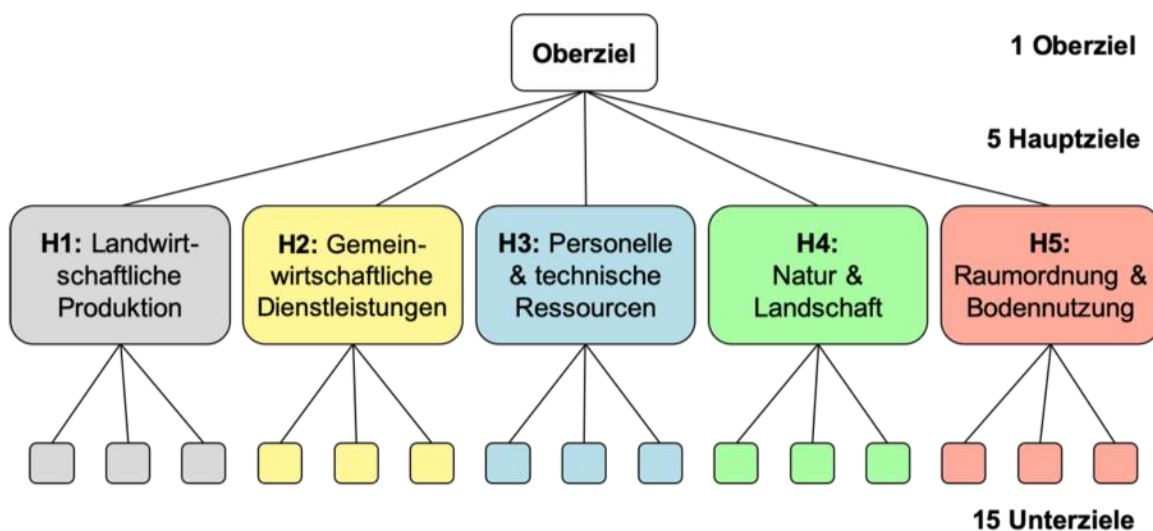 Oberziel
1 Oberziel
5 Hauptziele
H1: Landwirt-
schaftliche
Produktion
H2: Gemein-
wirtschaftliche
Dienstleistungen
H3: Personelle
& technische
Ressourcen
H4:
Natur &
Landschaft
H5:
Raumordnung &
Bodennutzung
15 Unterziele